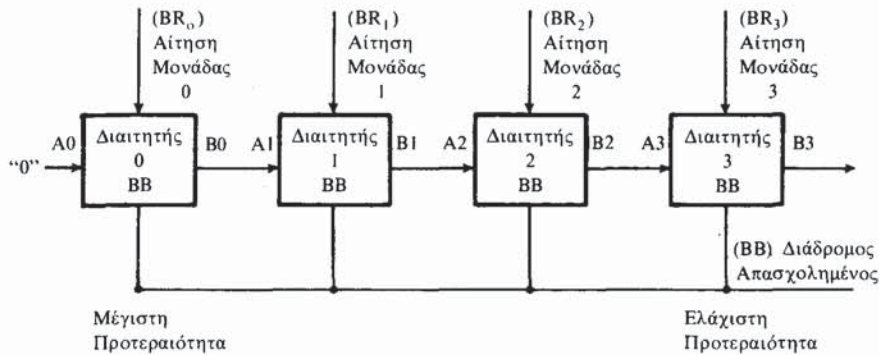 (BR₀) (BR₁) (BR₂) (BR₃)
Αίτηση Αίτηση Αίτηση Αίτηση
Μονάδας Μονάδας Μονάδας Μονάδας
0 1 2 3
"0" A0 Διαιτητής B0 A1 Διαιτητής B1 A2 Διαιτητής B2 A3 Διαιτητής B3
0 1 2 3
BB BB BB BB
(BB) Διάδρομος
Απασχολημένος
Μέγιστη Ελάχιστη
Προτεραιότητα Προτεραιότητα